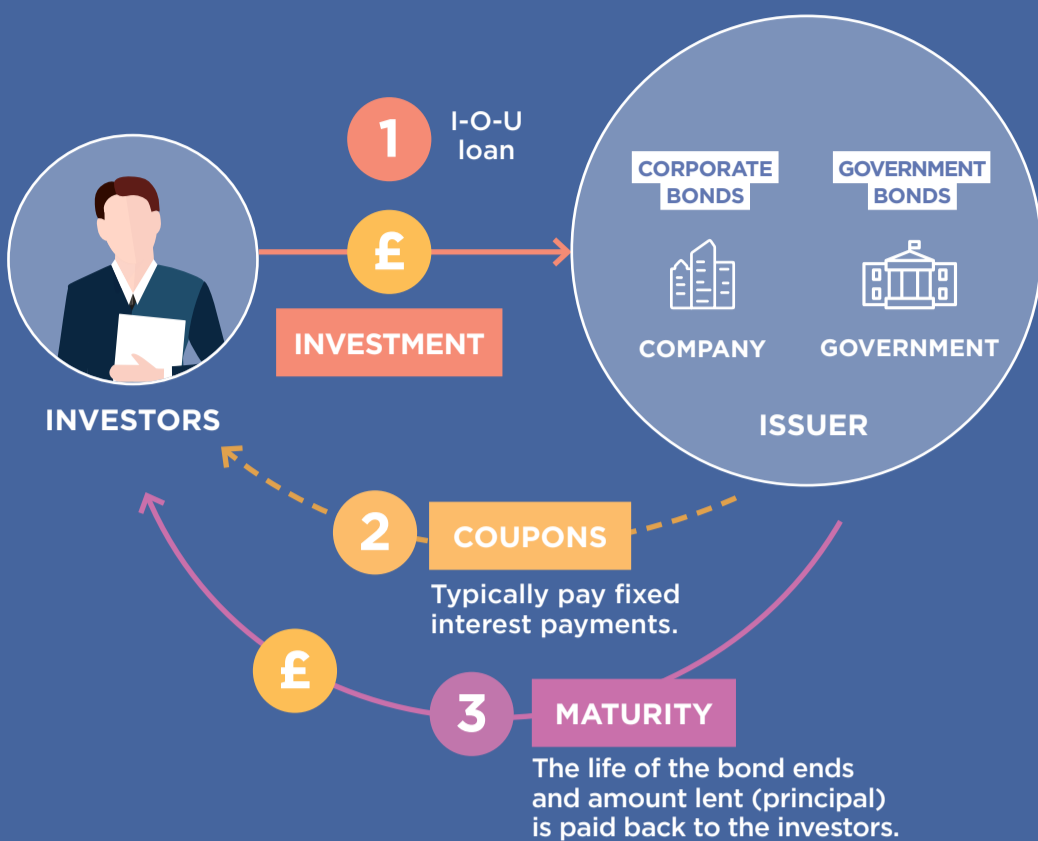 1
I-O-U
loan
£
INVESTMENT
INVESTORS
CORPORATE
BONDS
GOVERNMENT
BONDS
COMPANY
GOVERNMENT
ISSUER
2
COUPONS
Typically pay fixed
interest payments.
£
3
MATURITY
The life of the bond ends
and amount lent (principal)
is paid back to the investors.